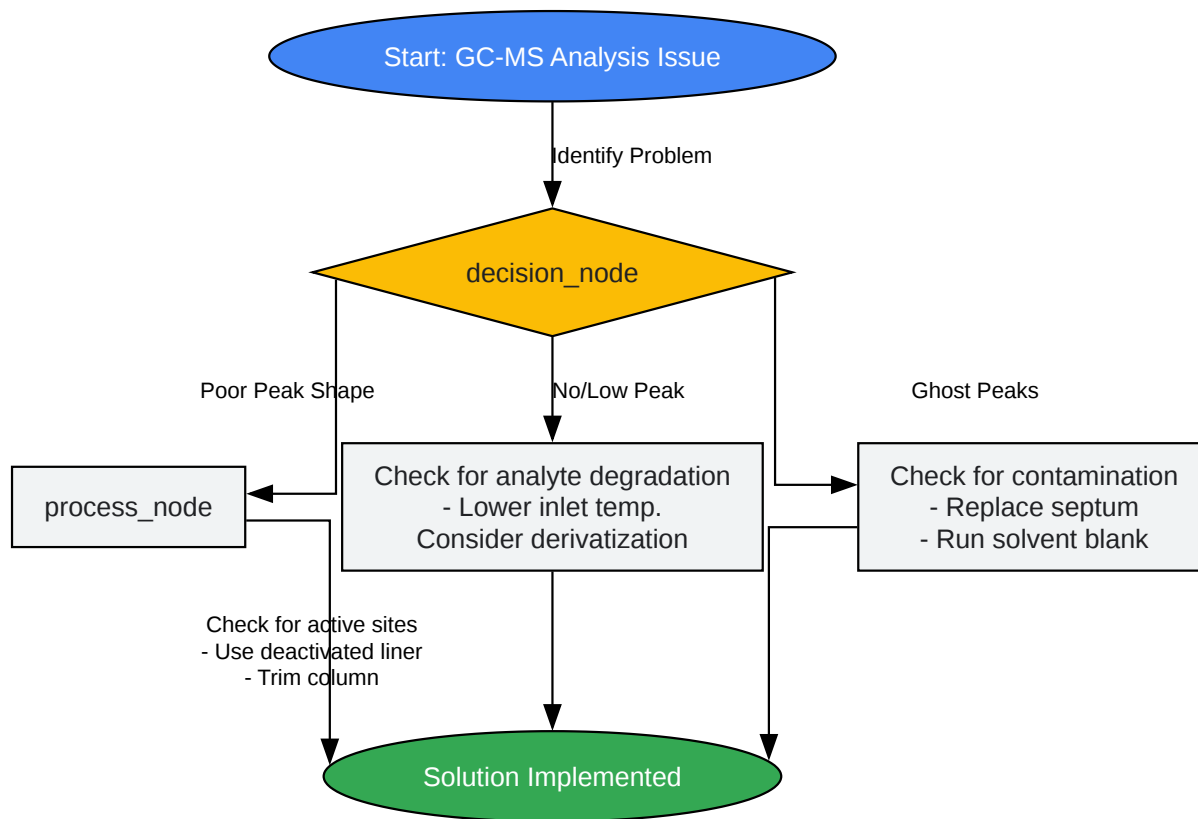 Start: GC-MS Analysis Issue
Identify Problem
decision_node
Poor Peak Shape
No/Low Peak
Ghost Peaks
process_node
Check for analyte degradation
- Lower inlet temp.
Consider derivatization
Check for contamination
- Replace septum
- Run solvent blank
Check for active sites
- Use deactivated liner
- Trim column
Solution Implemented